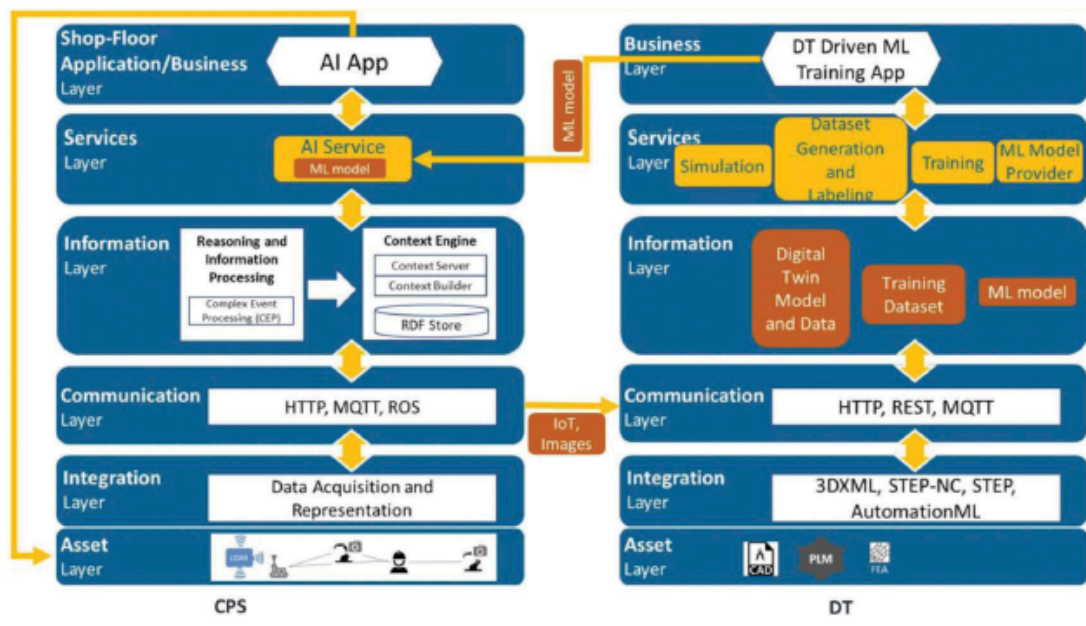 Shop-Floor
Application/Business
Layer
AI App
Services
Layer
AI Service
ML model
Information
Layer
Reasoning and
Information
Processing
Complex Event
Processing (CEP)
Context Engine
Context Server
Context Builder
RDF Store
Communication
Layer
HTTP, MQTT, ROS
Integration
Layer
Data Acquisition and
Representation
Asset
Layer
LIDAR
CPS
ML model
IoT,
Images
Business
Layer
DT Driven ML
Training App
Services
Layer
Simulation
Dataset
Generation
and
Labeling
Training
ML Model
Provider
Information
Layer
Digital
Twin
Model
and Data
Training
Dataset
ML model
Communication
Layer
HTTP, REST, MQTT
Integration
Layer
3DXML, STEP-NC, STEP,
AutomationML
Asset
Layer
A
CAD
PLM
FEA
DT